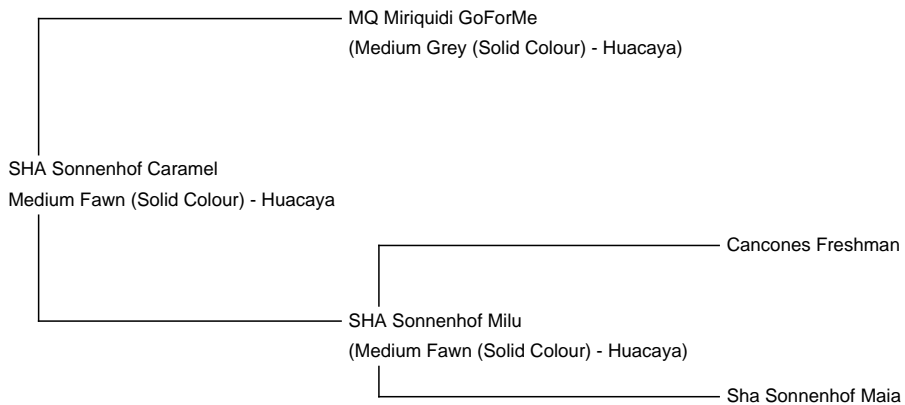 MQ Miriquidi GoForMe
(Medium Grey (Solid Colour) - Huacaya)
SHA Sonnenhof Caramel
Medium Fawn (Solid Colour) - Huacaya
Cancones Freshman
SHA Sonnenhof Milu
(Medium Fawn (Solid Colour) - Huacaya)
Sha Sonnenhof Maia